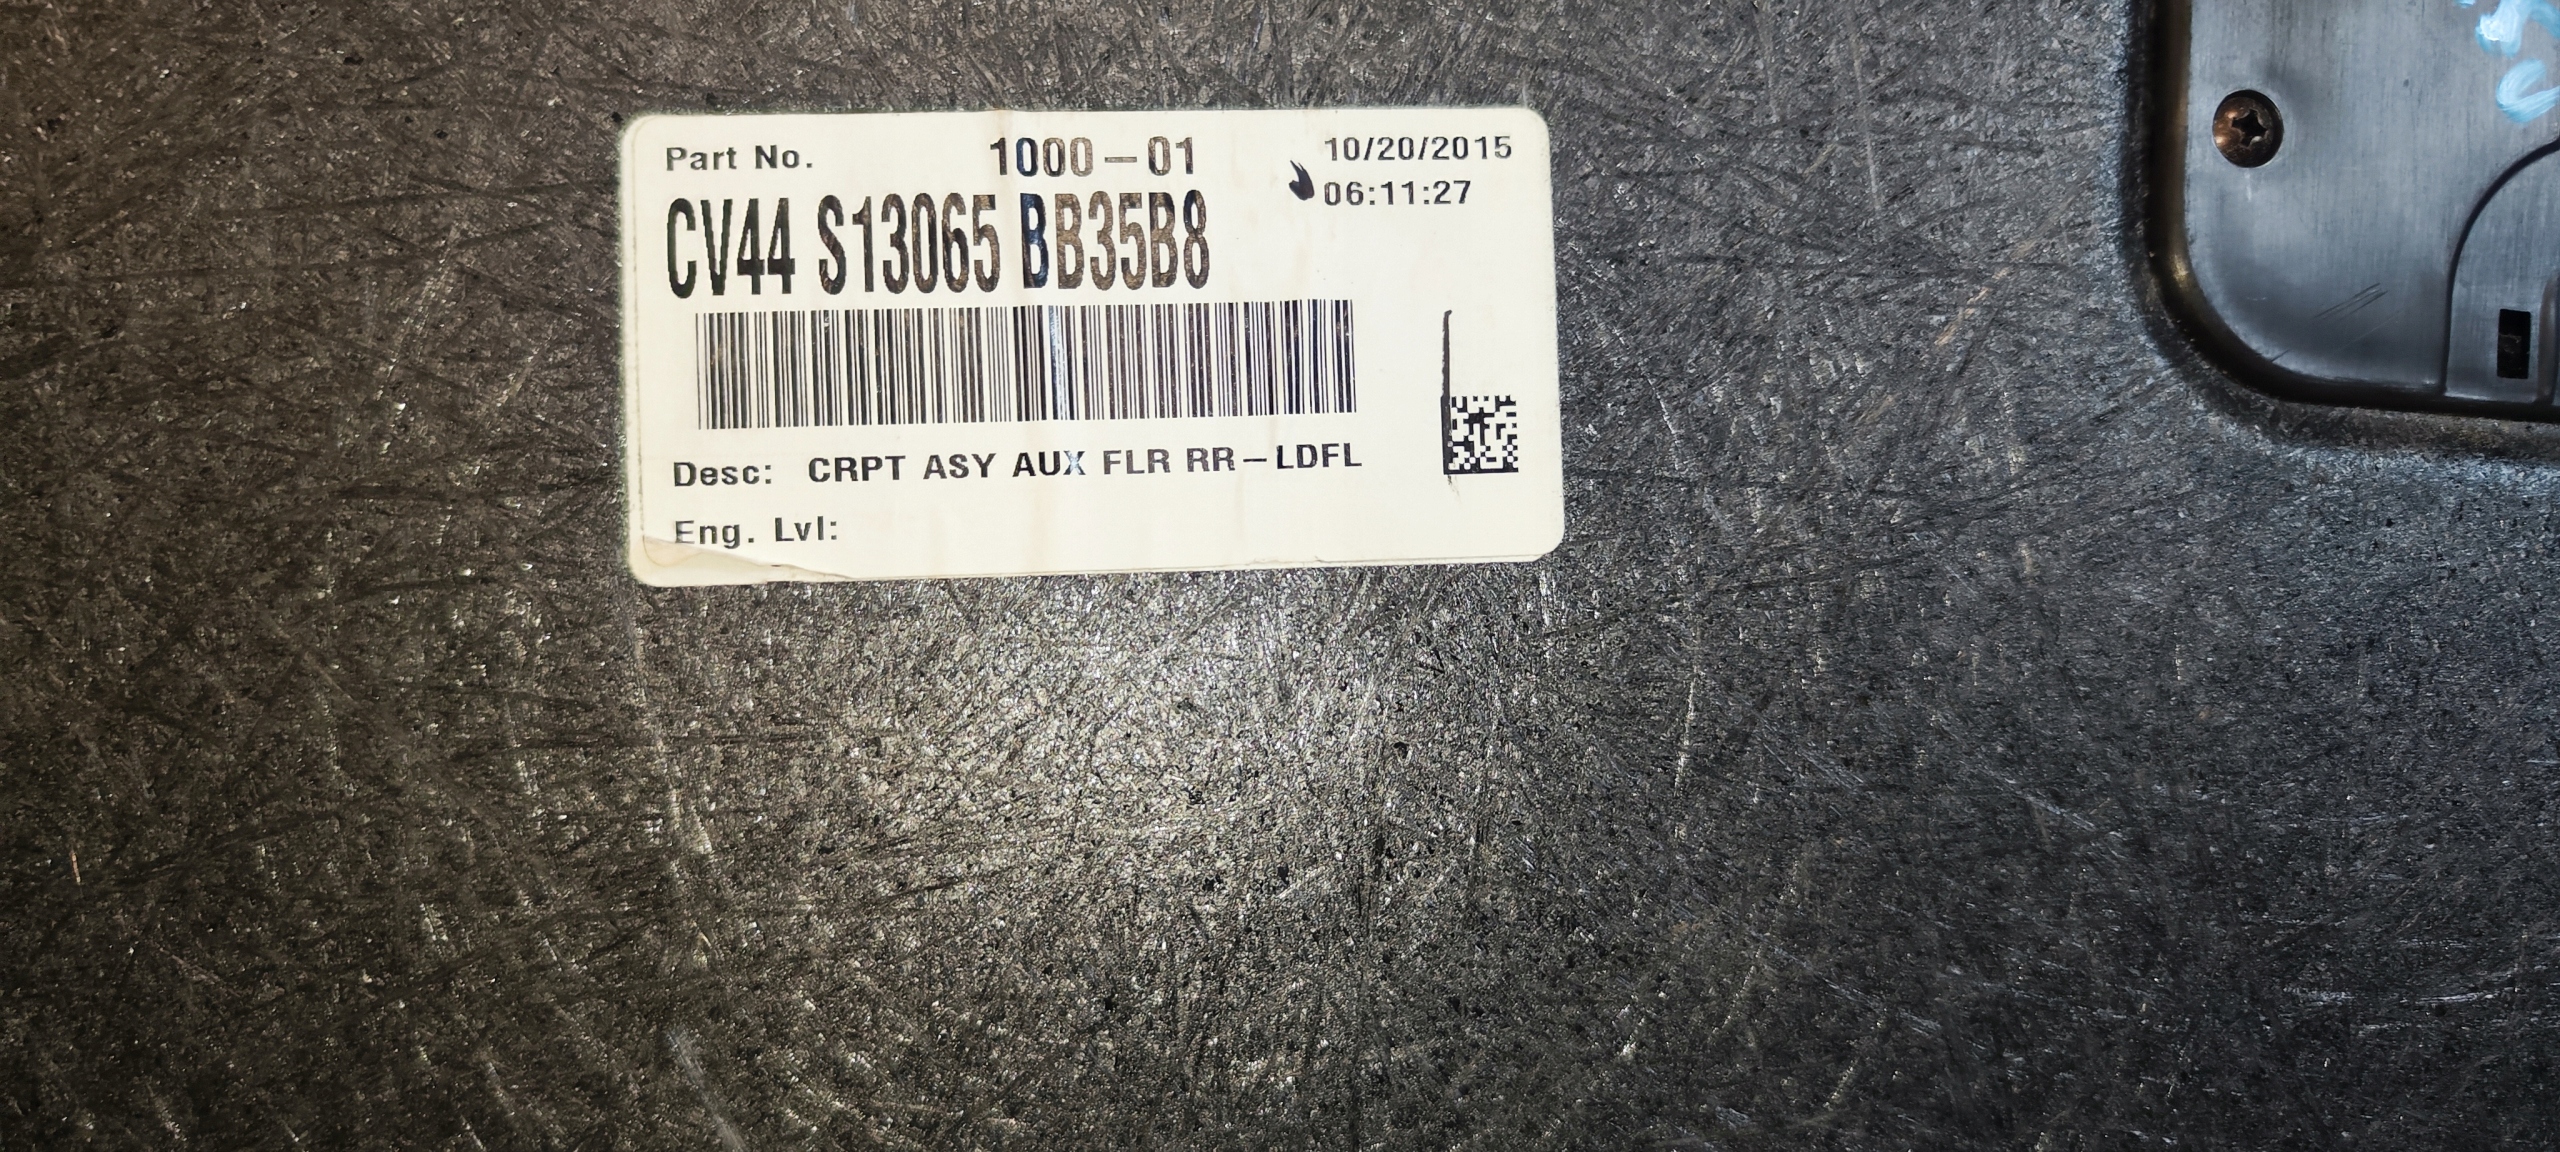 Part No. 1000-01 10/20/2015
06:11:27
CV44 S13065 BB35B8
Desc: CRPT ASY AUX FLR RR-LDFL
Eng. Lvl: